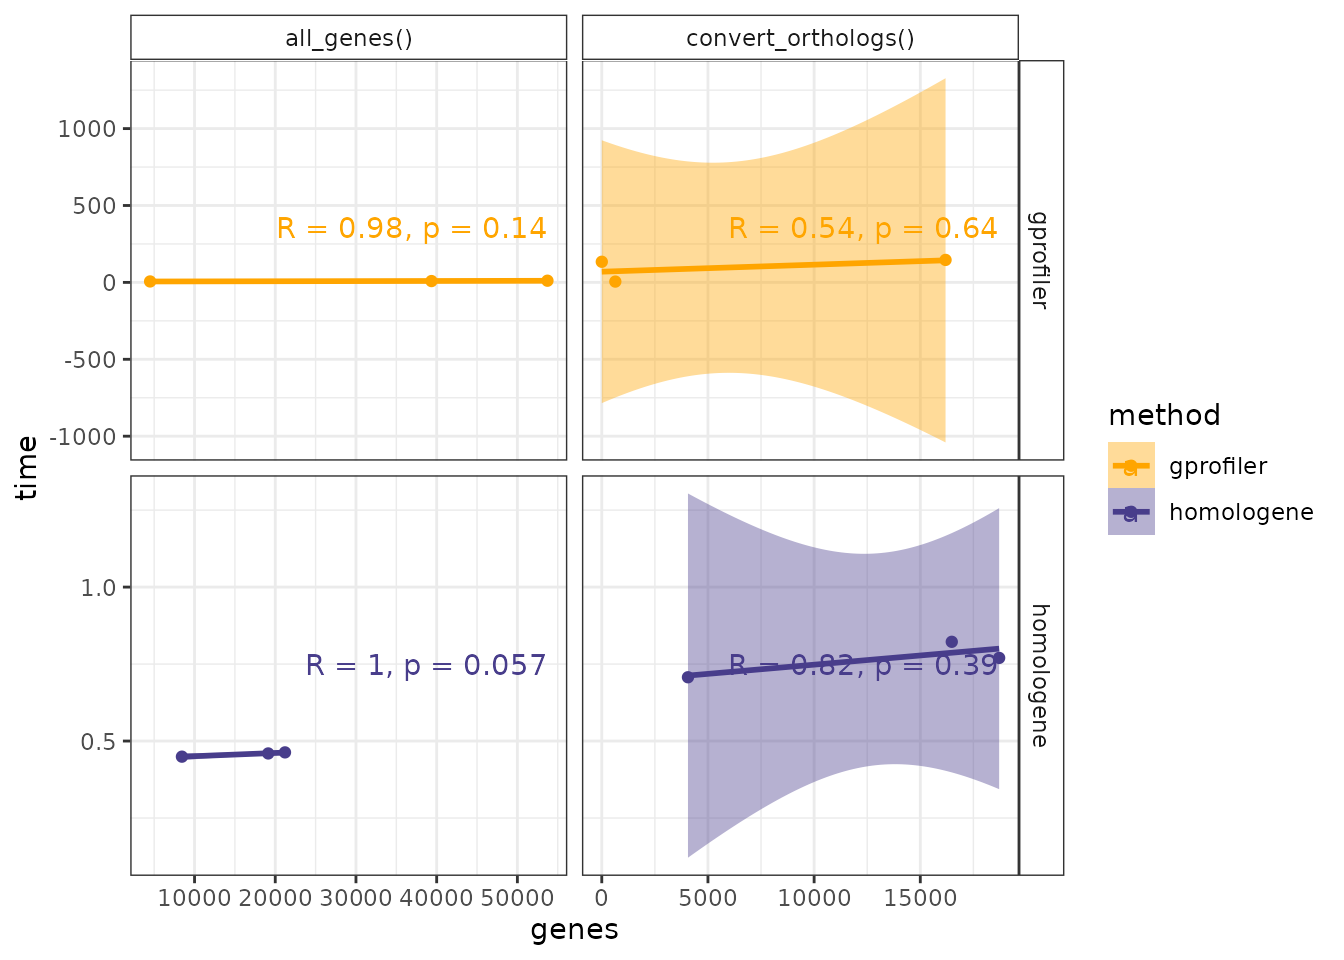 all_genes()
convert_orthologs()
1000
500
0
-500
-1000
R = 0.98, p = 0.14
R = 0.54, p = 0.64
gprofiler
time
1.0
0.5
R = 1, p = 0.057
R = 0.82, p = 0.39
homologene
10000 20000 30000 40000 50000
0 5000 10000 15000
genes
method
a gprofiler
a homologene